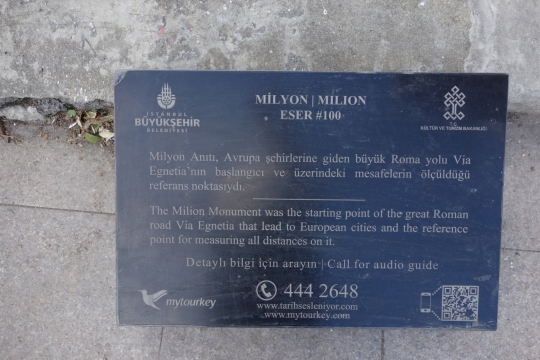 İSTANBUL
BÜYÜKŞEHİR
BELEDİYESİ
MİLYON | MILION
ESER #100
T.C.
KÜLTÜR VE TURİZM BAKANLIĞI
Milyon Anıtı, Avrupa şehirlerine giden büyük Roma yolu Via
Egnetia'nın başlangıcı ve üzerindeki mesafelerin ölçüldüğü
referans noktasıydı.
The Milion Monument was the starting point of the great Roman
road Via Egnetia that lead to European cities and the reference
point for measuring all distances on it.
Detaylı bilgi için arayın | Call for audio guide
mytourkey
444 2648
www.tarihsesleniyor.com
www.mytourkey.com